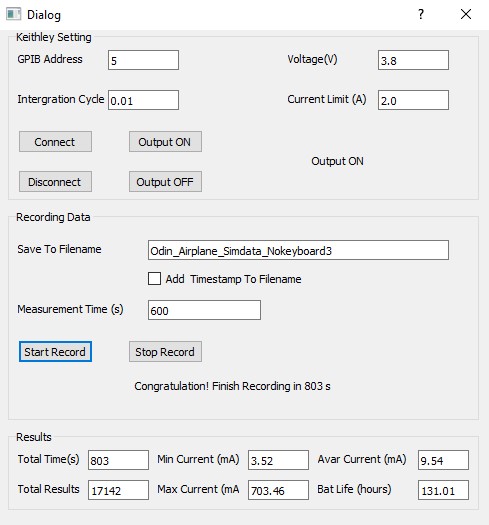 Dialog
Keithley Setting
GPIB Address 5 Voltage(V) 3.8
Intergration Cycle 0.01 Current Limit (A) 2.0
Connect Output ON
Output ON
Disconnect Output OFF
Recording Data
Save To Filename Odin_Airplane_Simdata_Nokeyboard3
Add Timestamp To Filename
Measurement Time (s) 600
Start Record Stop Record
Congratulation! Finish Recording in 803 s
Results
Total Time(s) 803 Min Current (mA) 3.52 Avar Current (mA) 9.54
Total Results 17142 Max Current (mA 703.46 Bat Life (hours) 131.01